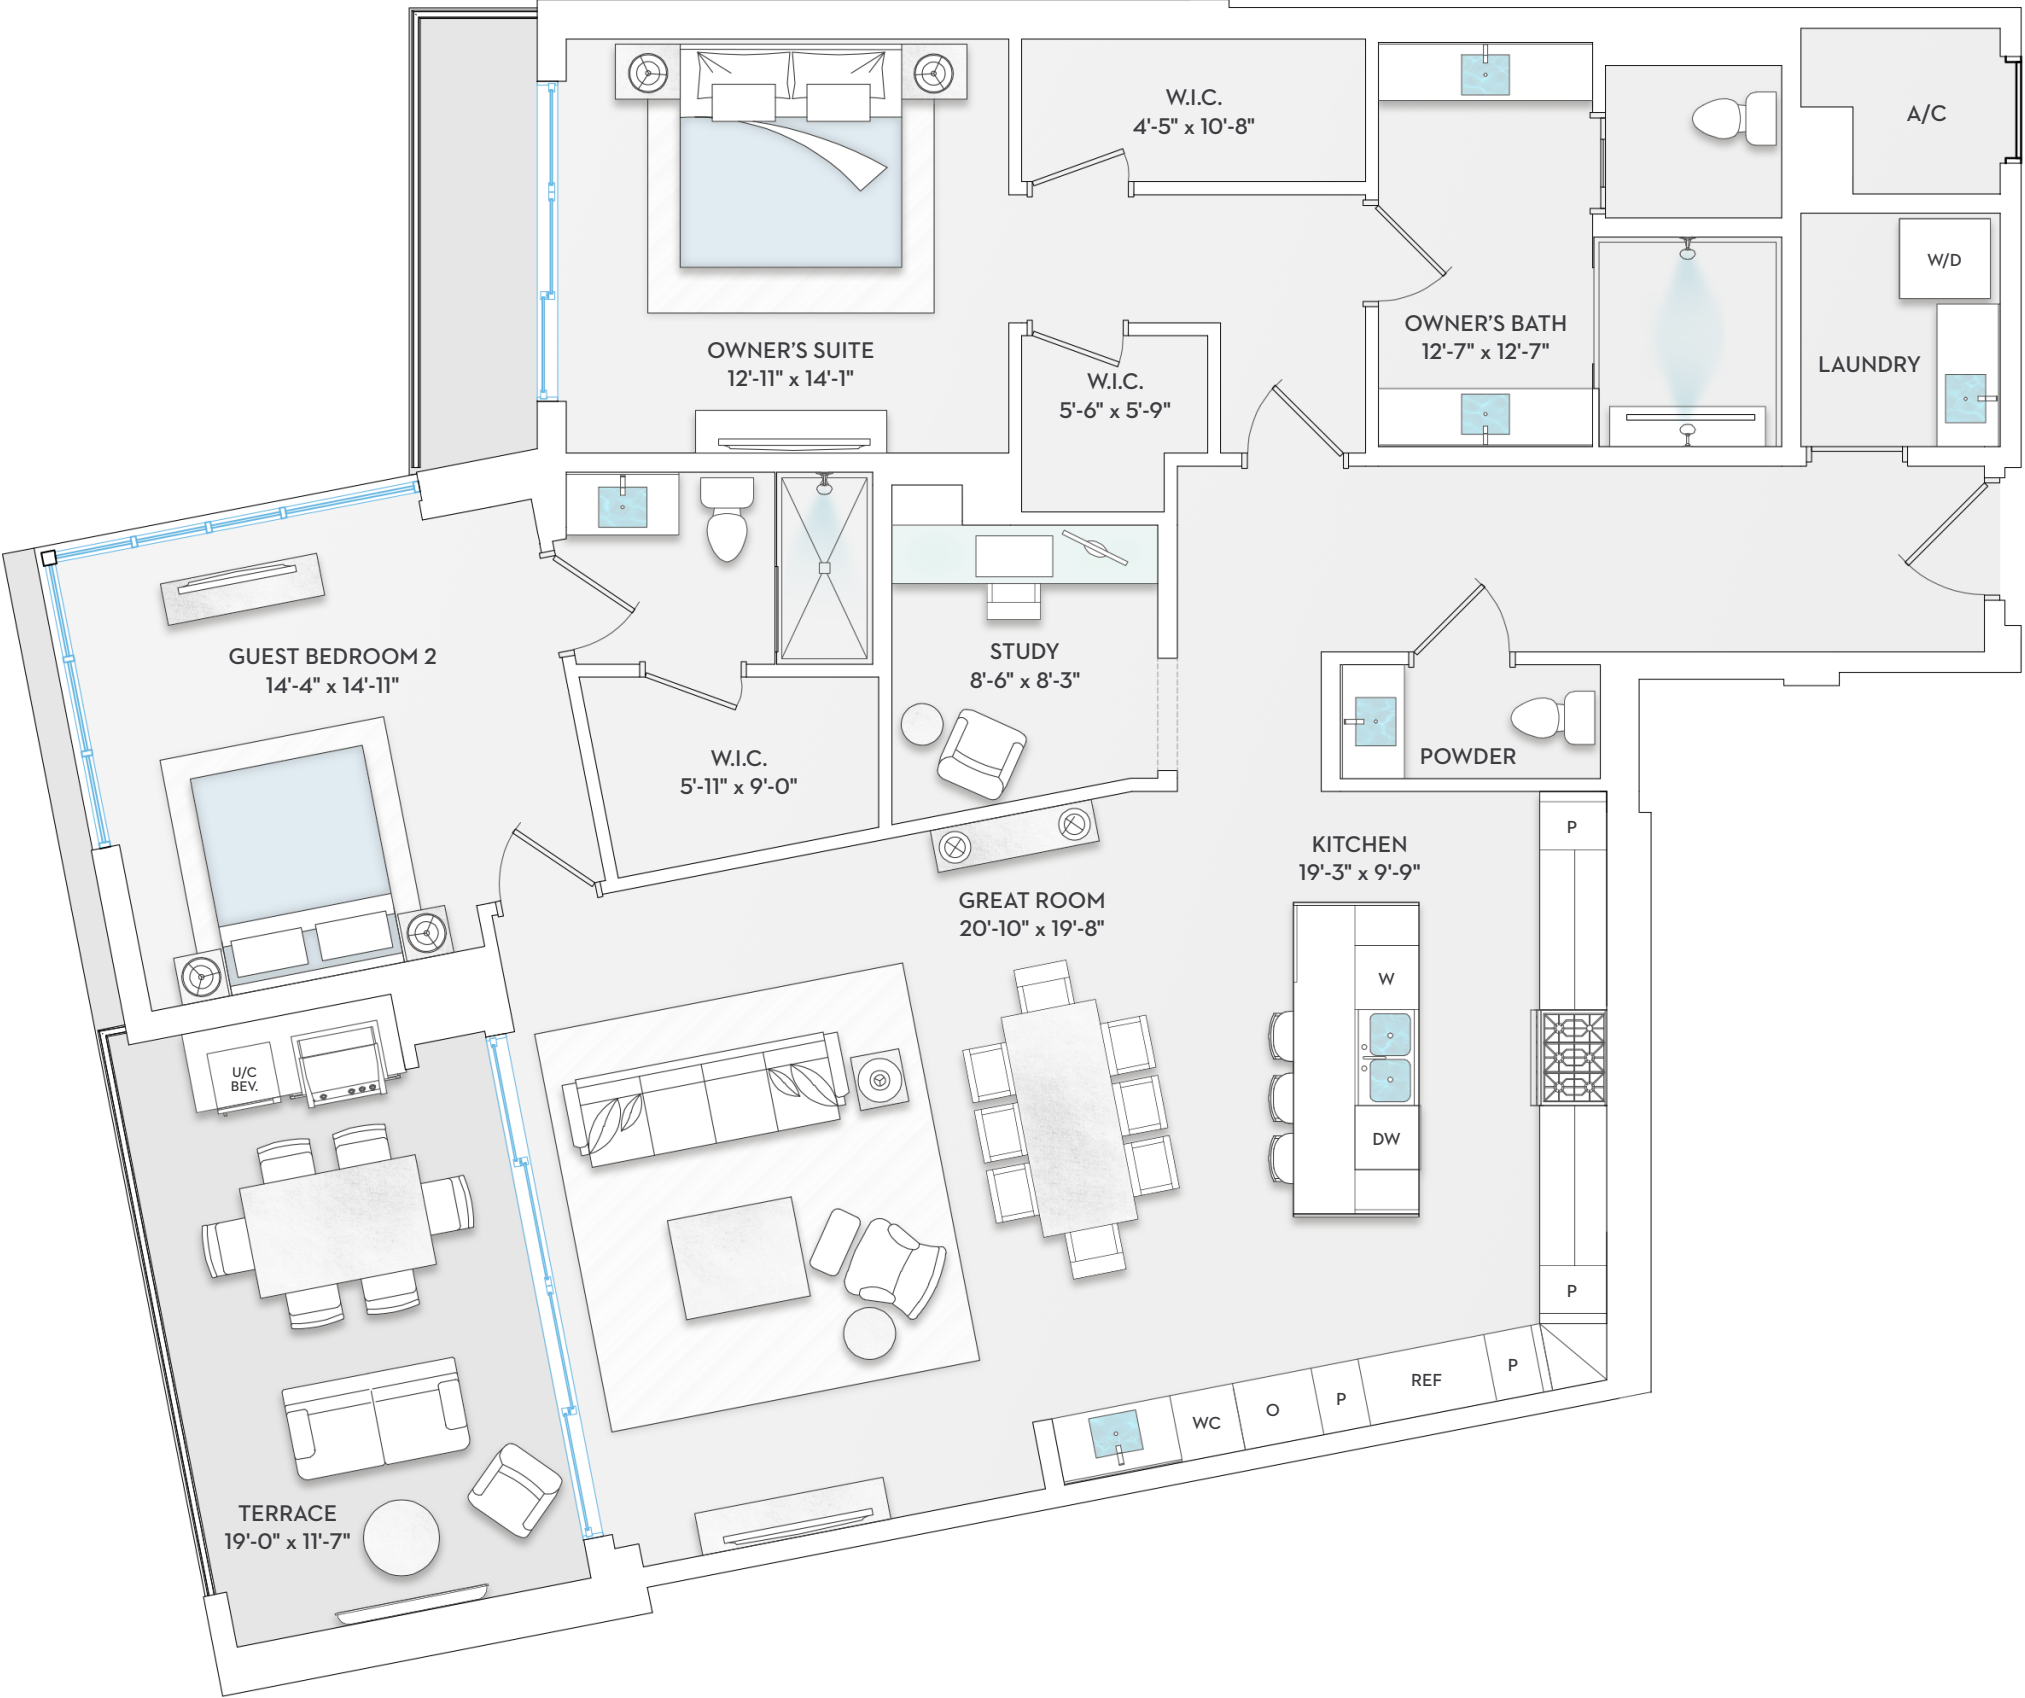 W.I.C.
4'-5" x 10'-8"
A/C
W/D
OWNER’S BATH
12'-7" x 12'-7"
LAUNDRY
OWNER’S SUITE
12'-11" x 14'-1"
W.I.C.
5'-6" x 5'-9"
GUEST BEDROOM 2
14'-4" x 14'-11"
STUDY
8'-6" x 8'-3"
W.I.C.
5'-11" x 9'-0"
POWDER
KITCHEN
19'-3" x 9'-9"
P
GREAT ROOM
20'-10" x 19'-8"
W
U/C
BEV.
DW
P
P
REF
P
O
WC
TERRACE
19'-0" x 11'-7"